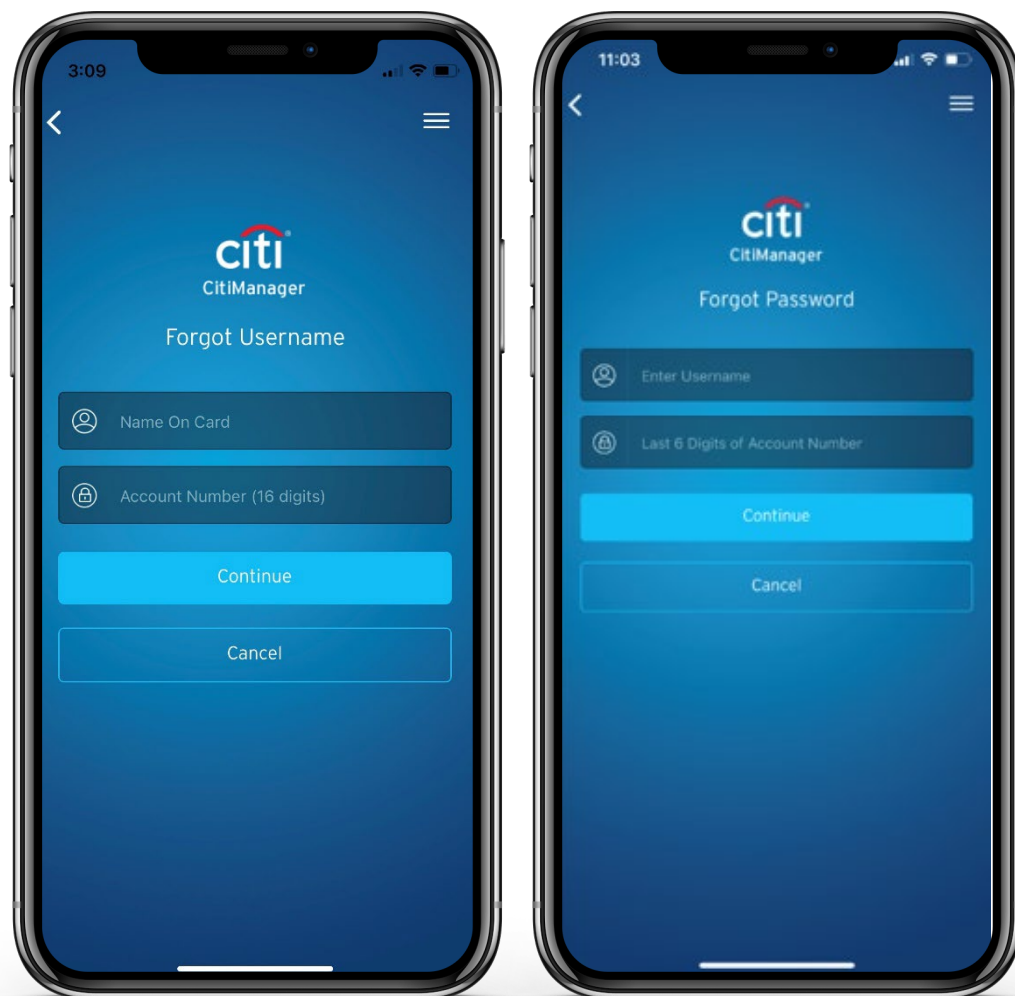 3:09
citi
CitiManager
Forgot Username
Name On Card
Account Number (16 digits)
Continue
Cancel
11:03
citi
CitiManager
Forgot Password
Enter Username
Last 6 Digits of Account Number
Continue
Cancel